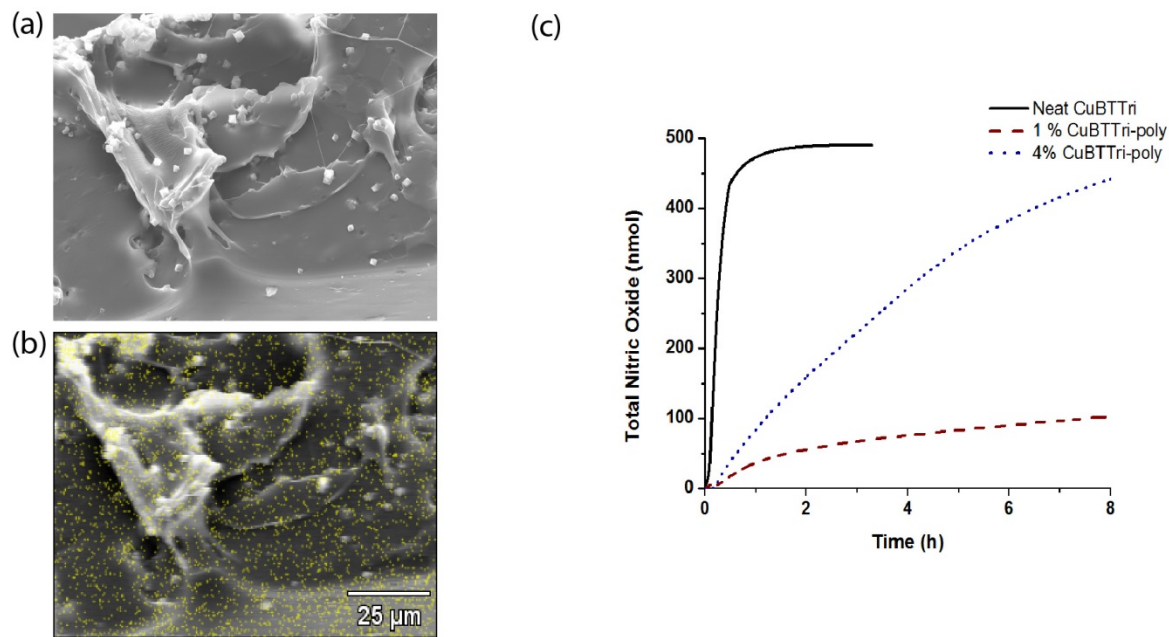 (a)
(b)
25 µm
(c)
Neat CuBTTri
1 % CuBTTri-poly
4% CuBTTri-poly
Total Nitric Oxide (nmol)
500
400
300
200
100
0
0 2 4 6 8
Time (h)